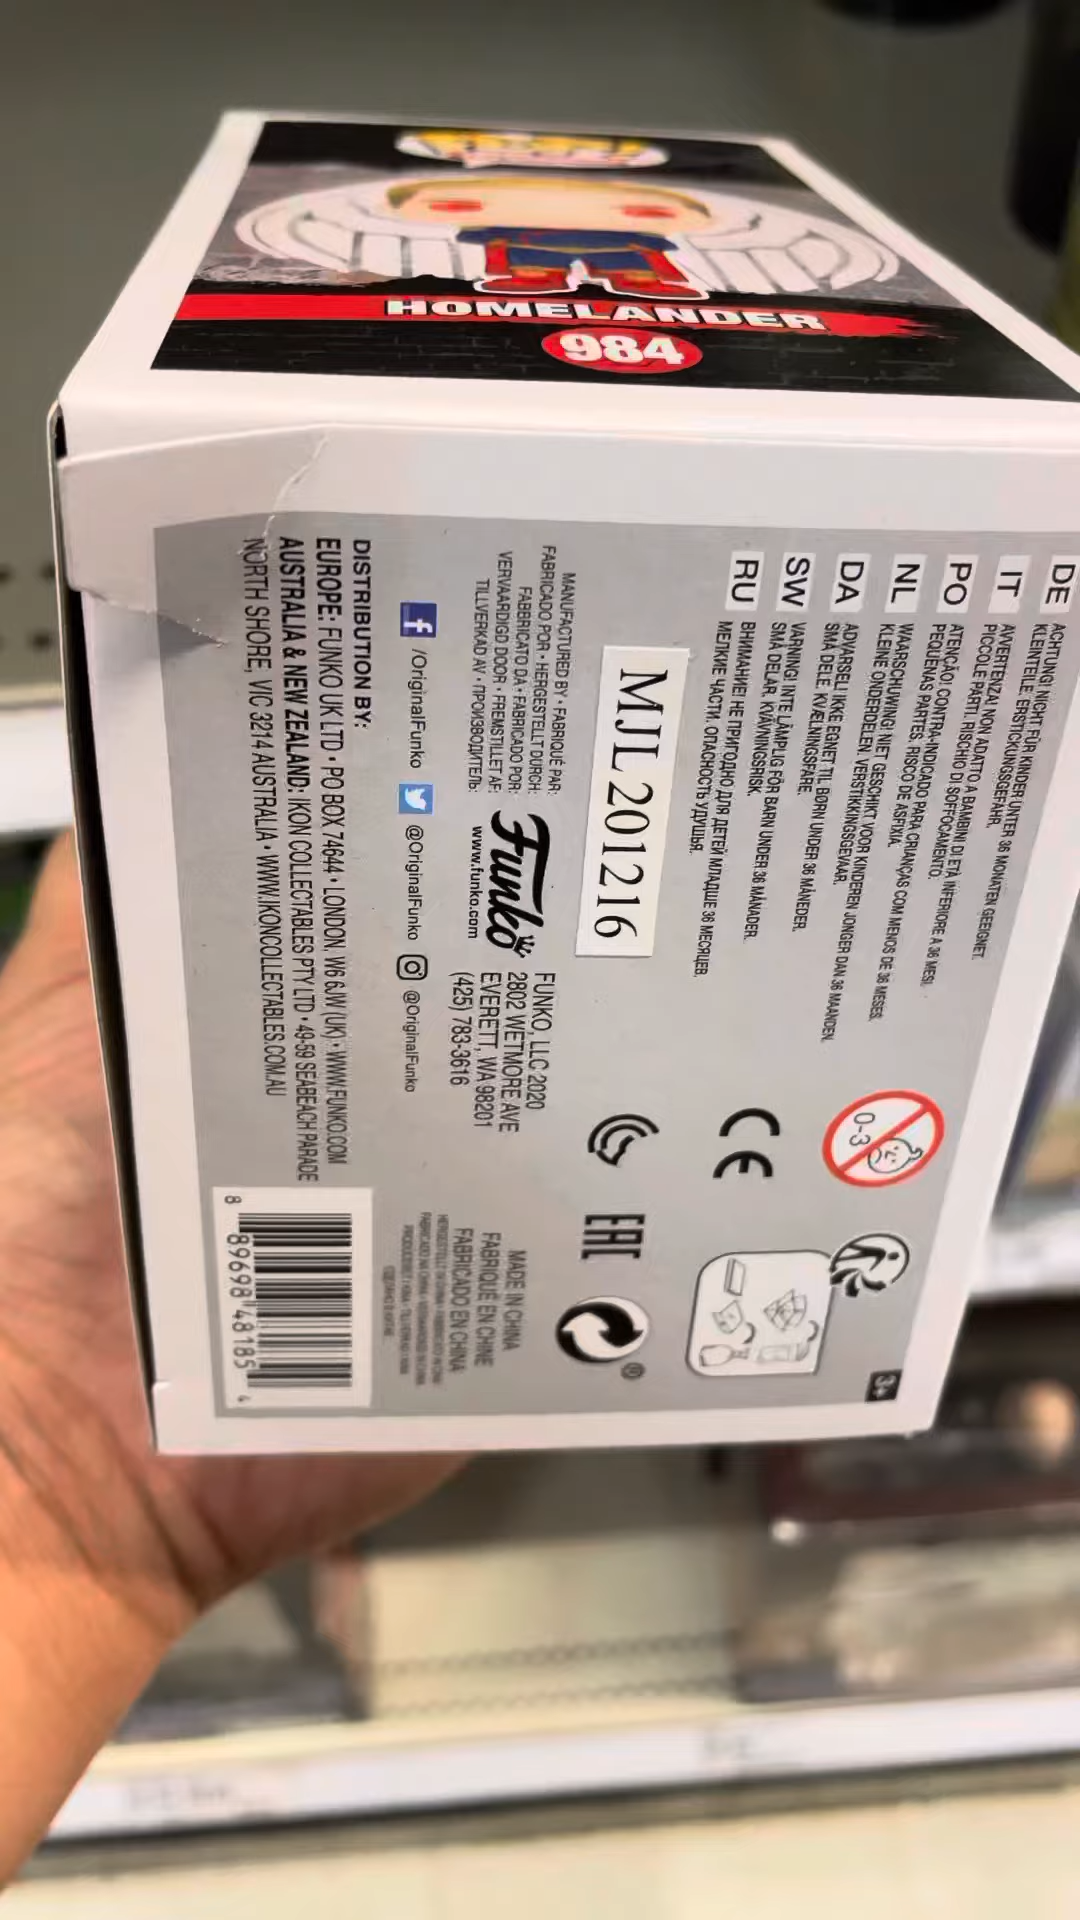 HOMELANDER
984
DE ACHTUNG! NICHT FÜR KINDER UNTER 36 MONATEN GEEIGNET.
KLEINTEILE. ERSTICKUNGSGEFAHR.
IT AVVERTENZA! NON ADATTO A BAMBINI DI ETÀ INFERIORE A 36 MESI.
PICCOLE PARTI. RISCHIO DI SOFFOCAMENTO.
PO ATENÇÃO! CONTRA-INDICADO PARA CRIANÇAS COM MENOS DE 36 MESES.
PEQUENAS PARTES. RISCO DE ASFIXIA.
NL WAARSCHUWING! NIET GESCHIKT VOOR KINDEREN JONGER DAN 36 MAANDEN.
KLEINE ONDERDELEN. VERSTIKKINGSGEVAAR.
DA ADVARSEL! IKKE EGNET TIL BØRN UNDER 36 MÅNEDER.
SMÅ DELE. KVÆLNINGSFARE.
SW VARNING! INTE LÄMPLIG FÖR BARN UNDER 36 MÅNADER.
SMÅ DELAR. KVÄVNINGSRISK.
RU ВНИМАНИЕ! НЕ ПРИГОДНО ДЛЯ ДЕТЕЙ МЛАДШЕ 36 МЕСЯЦЕВ.
МЕЛКИЕ ЧАСТИ. ОПАСНОСТЬ УДУШЬЯ.
0-3
3+
CE
EAC
®
MJL 201216
MANUFACTURED BY • FABRIQUÉ PAR:
FABRICADO POR • HERGESTELLT DURCH:
FABBRICATO DA • FABRICADO POR:
VERVAARDIGD DOOR • FREMSTILLET AF:
TILLVERKAD AV • ПРОИЗВОДИТЕЛЬ:
Funko
www.funko.com
FUNKO, LLC 2020
2802 WETMORE AVE
EVERETT, WA 98201
(425) 783-3616
MADE IN CHINA
FABRIQUÉ EN CHINE
FABRICADO EN CHINA
/OriginalFunko @OriginalFunko @OriginalFunko
DISTRIBUTION BY:
EUROPE: FUNKO UK LTD • PO BOX 74644 • LONDON, W6 6JW (UK) • WWW.FUNKO.COM
AUSTRALIA & NEW ZEALAND: IKON COLLECTABLES PTY LTD • 49-59 SEABEACH PARADE
NORTH SHORE, VIC 3214 AUSTRALIA • WWW.IKONCOLLECTABLES.COM.AU
8 89698 48185 4